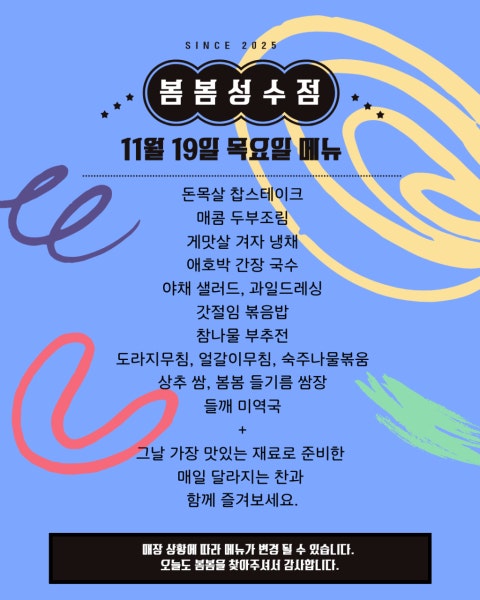 SINCE 2025
봄봄성수점
11월 19일 목요일 메뉴
돈목살 찹스테이크
매콤 두부조림
게맛살 겨자 냉채
애호박 간장 국수
야채 샐러드, 과일드레싱
갓절임 볶음밥
참나물 부추전
도라지무침, 얼갈이무침, 숙주나물볶음
상추 쌈, 봄봄 들기름 쌈장
들깨 미역국
+
그날 가장 맛있는 재료로 준비한
매일 달라지는 찬과
함께 즐겨보세요.
매장 상황에 따라 메뉴가 변경 될 수 있습니다.
오늘도 봄봄을 찾아주셔서 감사합니다.